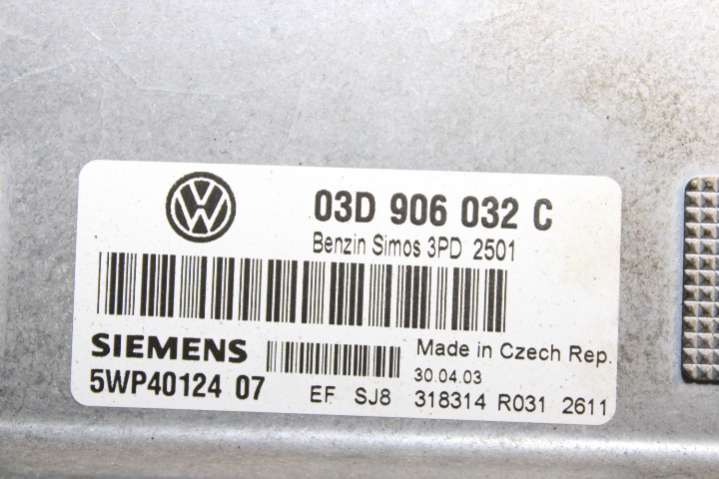 03D 906 032 C
Benzin Simos 3PD 2501
SIEMENS
Made in Czech Rep.
5WP40124 07
30.04.03
EF SJ8 318314 R031 2611